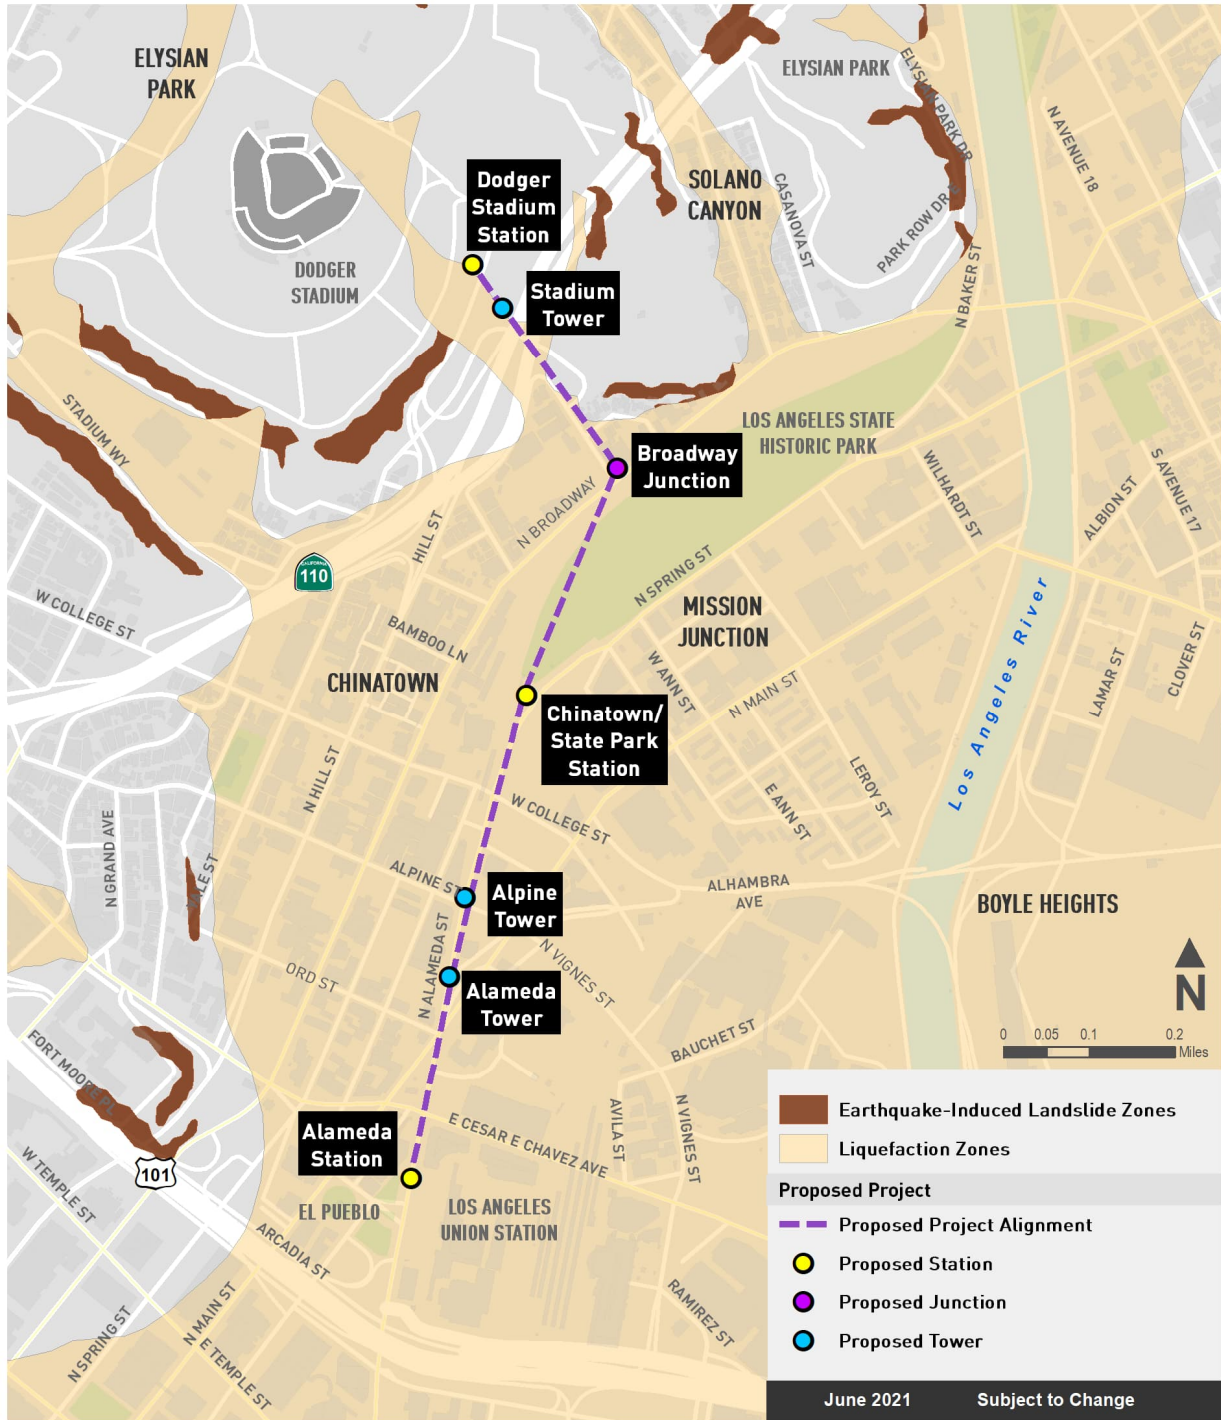 ELYSIAN
PARK
ELYSIAN PARK
ELYSIAN PARK DR
N AVENUE 18
Dodger
Stadium
Station
SOLANO
CANYON
CASANOVA ST
PARK ROW DR
DODGER
STADIUM
Stadium
Tower
N BAKER ST
STADIUM WY
LOS ANGELES STATE
HISTORIC PARK
Broadway
Junction
WILHARDT ST
ALBION ST
S AVENUE 17
HILL ST
N BROADWAY
CALIFORNIA
110
N SPRING ST
MISSION
JUNCTION
W COLLEGE ST
BAMBOO LN
CHINATOWN
W ANN ST
N MAIN ST
Los Angeles River
LAMAR ST
CLOVER ST
Chinatown/
State Park
Station
N HILL ST
LEROY ST
W COLLEGE ST
E ANN ST
N GRAND AVE
ALPINE ST
Alpine
Tower
ALHAMBRA
AVE
BOYLE HEIGHTS
N ALAMEDA ST
N VIGNES ST
ORD ST
Alameda
Tower
N
BAUCHET ST
0 0.05 0.1 0.2
Miles
FORT MOORE PL
AVILA ST
N VIGNES ST
E CESAR E CHAVEZ AVE
Alameda
Station
101
W TEMPLE ST
EL PUEBLO
LOS ANGELES
UNION STATION
ARCADIA ST
N MAIN ST
N SPRING ST
E TEMPLE ST
RAMIREZ ST
Earthquake-Induced Landslide Zones
Liquefaction Zones
Proposed Project
Proposed Project Alignment
Proposed Station
Proposed Junction
Proposed Tower
June 2021 Subject to Change